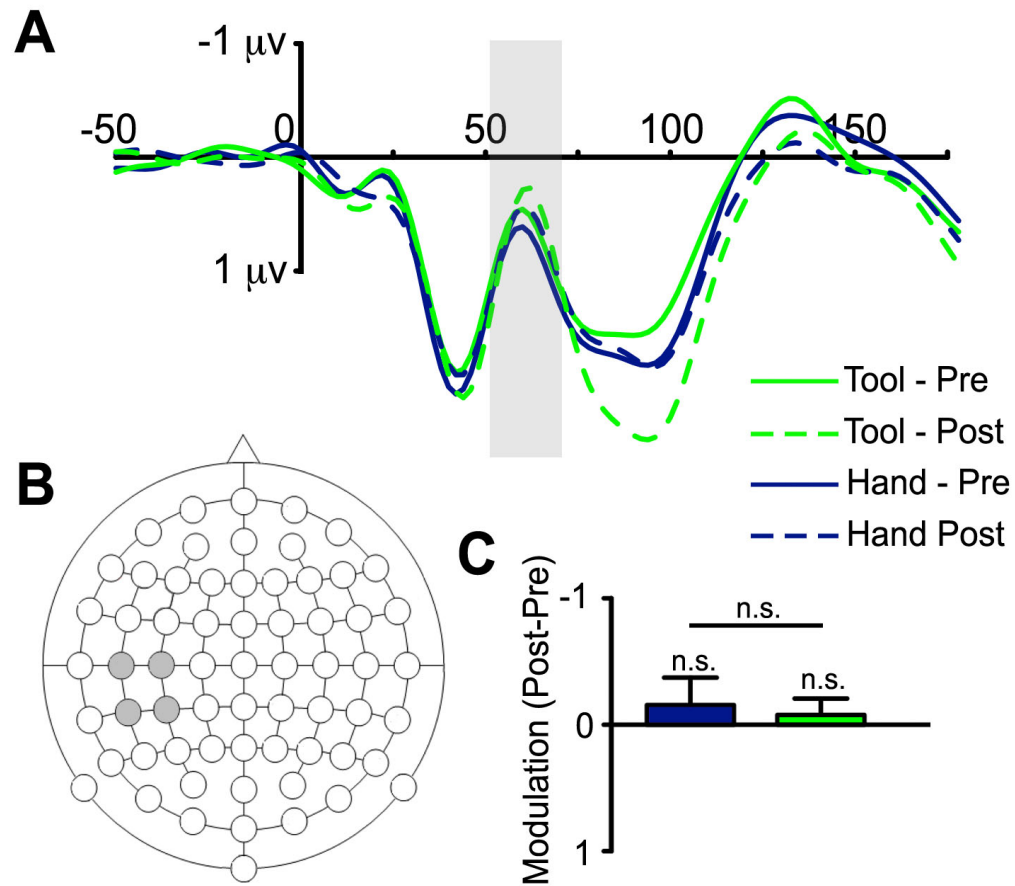 A
-1 µv
-50
0
50
100
150
1 µv
Tool - Pre
Tool - Post
Hand - Pre
Hand Post
B
C
Modulation (Post-Pre)
-1
n.s.
n.s.
n.s.
0
1